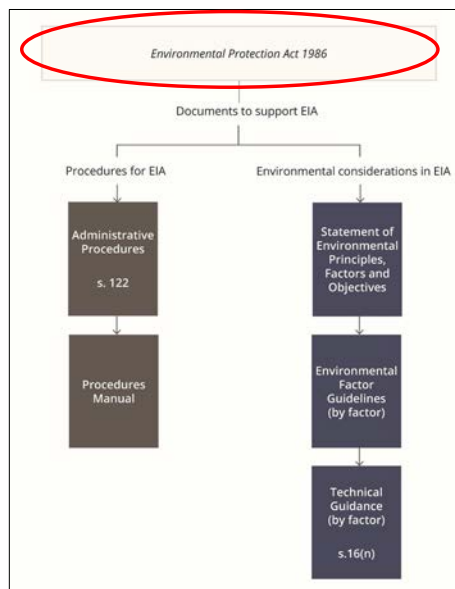 Environmental Protection Act 1986
Documents to support EIA
Procedures for EIA
Environmental considerations in EIA
Administrative
Procedures
s. 122
Procedures
Manual
Statement of
Environmental
Principles,
Factors and
Objectives
Environmental
Factor
Guidelines
(by factor)
Technical
Guidance
(by factor)
s.16(n)